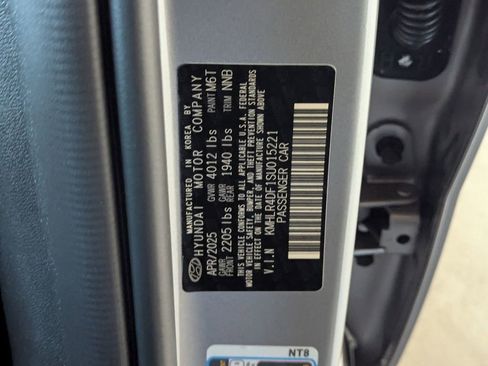 MANUFACTURED IN KOREA BY
HYUNDAI MOTOR COMPANY
APR/2025 GVWR 4012 lbs PAINT M6T
GAWR FRONT 2205 lbs GAWR REAR 1940 lbs TRIM NNB
THIS VEHICLE CONFORMS TO ALL APPLICABLE U.S.A. FEDERAL
MOTOR VEHICLE SAFETY, BUMPER, AND THEFT PREVENTION STANDARDS
IN EFFECT ON THE DATE OF MANUFACTURE SHOWN ABOVE
V.I.N KMHLR4DF1SU015221
PASSENGER CAR
NT8